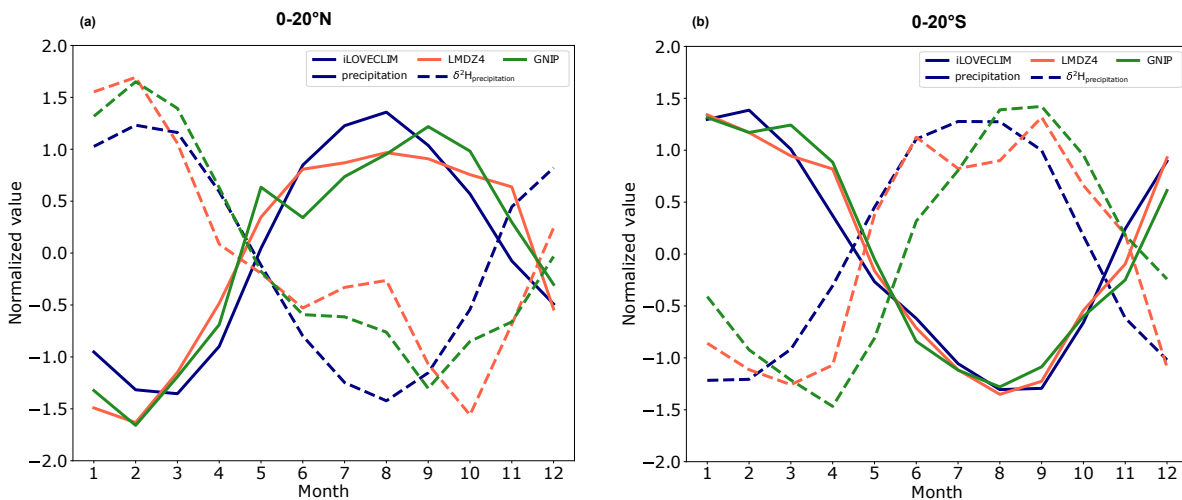 (a)
0-20°N
iLOVECLIM LMDZ4 GNIP
precipitation δ²Hprecipitation
Normalized value
2.0
1.5
1.0
0.5
0.0
−0.5
−1.0
−1.5
−2.0
1 2 3 4 5 6 7 8 9 10 11 12
Month
(b)
0-20°S
iLOVECLIM LMDZ4 GNIP
precipitation δ²Hprecipitation
Normalized value
2.0
1.5
1.0
0.5
0.0
−0.5
−1.0
−1.5
−2.0
1 2 3 4 5 6 7 8 9 10 11 12
Month